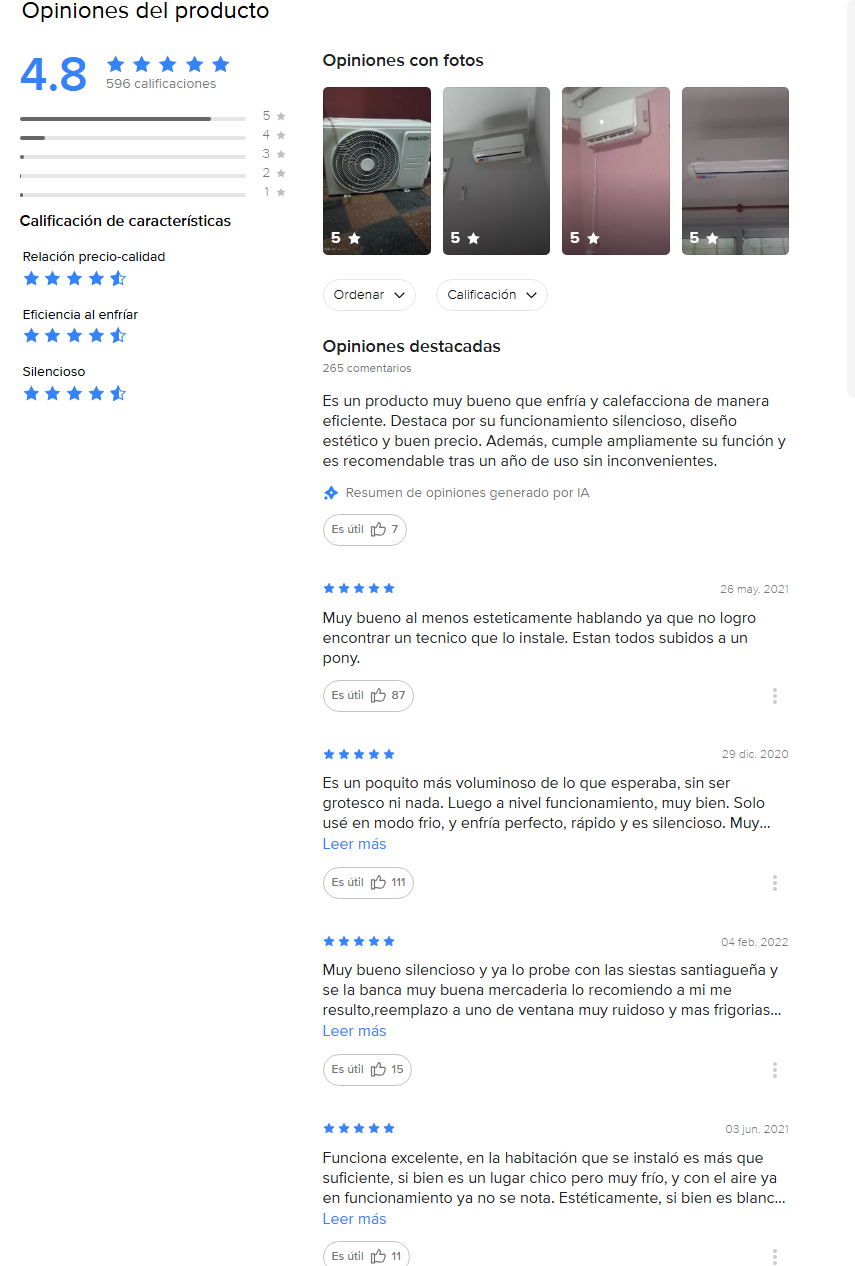 Opiniones del producto
4.8
596 calificaciones
5
4
3
2
1
Calificación de características
Relación precio-calidad
Eficiencia al enfríar
Silencioso
Opiniones con fotos
PHILCO
5
5
5
5
Ordenar
Calificación
Opiniones destacadas
265 comentarios
Es un producto muy bueno que enfría y calefacciona de manera
eficiente. Destaca por su funcionamiento silencioso, diseño
estético y buen precio. Además, cumple ampliamente su función y
es recomendable tras un año de uso sin inconvenientes.
Resumen de opiniones generado por IA
Es útil 7
26 may. 2021
Muy bueno al menos esteticamente hablando ya que no logro
encontrar un tecnico que lo instale. Estan todos subidos a un
pony.
Es útil 87
29 dic. 2020
Es un poquito más voluminoso de lo que esperaba, sin ser
grotesco ni nada. Luego a nivel funcionamiento, muy bien. Solo
usé en modo frio, y enfría perfecto, rápido y es silencioso. Muy...
Leer más
Es útil 111
04 feb. 2022
Muy bueno silencioso y ya lo probe con las siestas santiagueña y
se la banca muy buena mercaderia lo recomiendo a mi me
resulto,reemplazo a uno de ventana muy ruidoso y mas frigorias...
Leer más
Es útil 15
03 jun. 2021
Funciona excelente, en la habitación que se instaló es más que
suficiente, si bien es un lugar chico pero muy frío, y con el aire ya
en funcionamiento ya no se nota. Estéticamente, si bien es blanc...
Leer más
Es útil 11